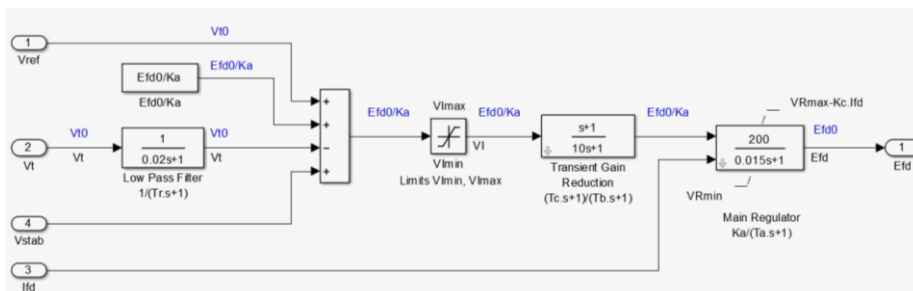 Vt0
1
Vref
Efd0/Ka
Efd0/Ka
Efd0/Ka
+
+
−
+
Efd0/Ka
VImax
Efd0/Ka
VI
VImin
Limits VImin, VImax
s+1
10s+1
Transient Gain
Reduction
(Tc.s+1)/(Tb.s+1)
Efd0/Ka
VRmax-Kc.Ifd
200
0.015s+1
VRmin
Main Regulator
Ka/(Ta.s+1)
Efd0
Efd
1
Efd
2
Vt
Vt0
Vt
1
0.02s+1
Low Pass Filter
1/(Tr.s+1)
Vt0
Vt
4
Vstab
3
Ifd